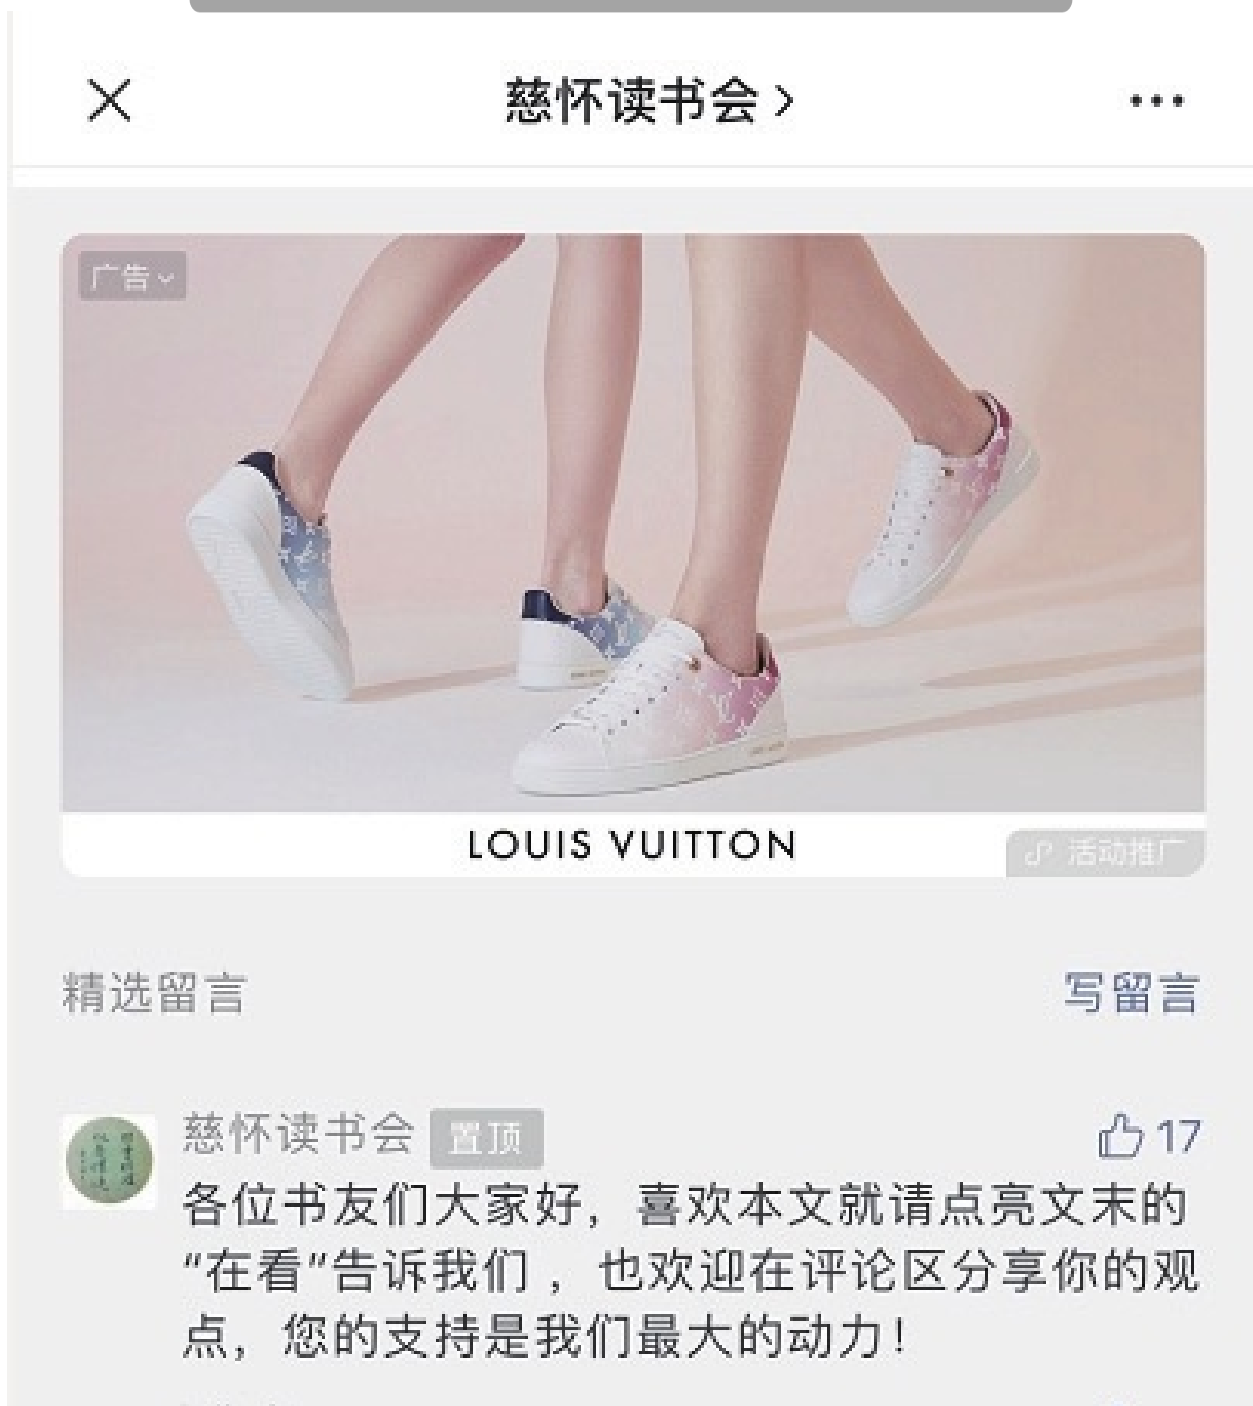 慈怀读书会
广告
LOUIS VUITTON
活动推广
精选留言
写留言
慈怀读书会 置顶
17
各位书友们大家好，喜欢本文就请点亮文末的
“在看”告诉我们，也欢迎在评论区分享你的观
点，您的支持是我们最大的动力！